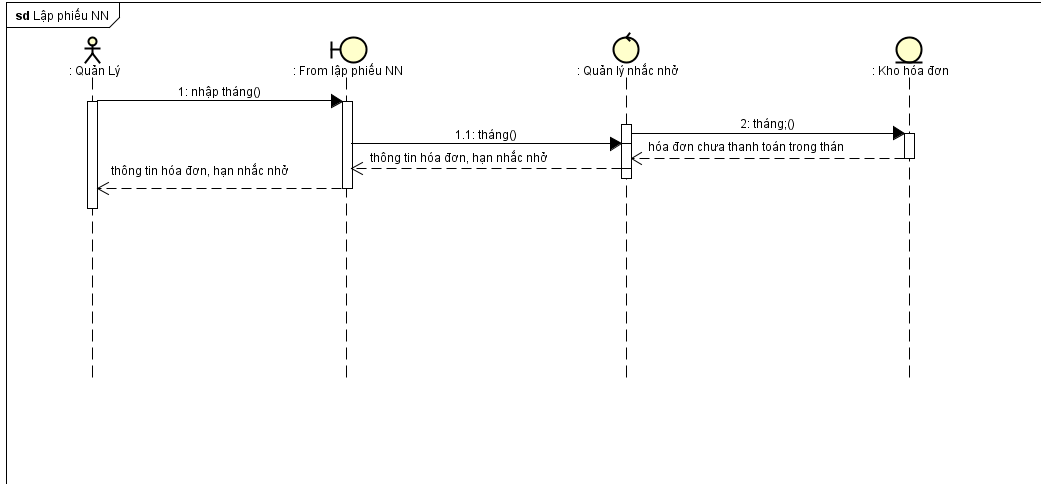 sd Lập phiếu NN
: Quản Lý
: From lập phiếu NN
: Quản lý nhắc nhở
: Kho hóa đơn
1: nhập tháng()
2: tháng;()
1.1: tháng()
hóa đơn chưa thanh toán trong thán
thông tin hóa đơn, hạn nhắc nhở
thông tin hóa đơn, hạn nhắc nhở